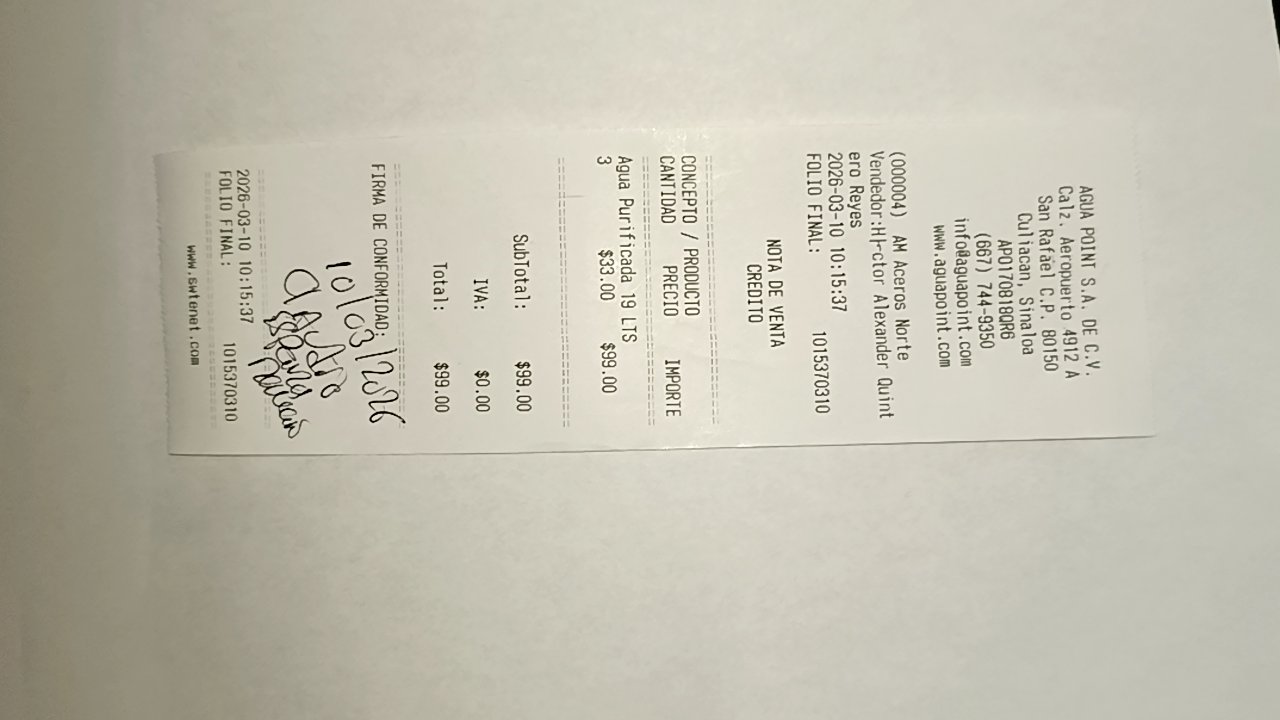 AGUA POINT S.A. DE C.V.
Calz. Aeropuerto 4912 A
San Rafael C.P. 80150
Culiacan, Sinaloa
APO170818QR6
(667) 744-9350
info@aguapoint.com
www.aguapoint.com
(000004) AM Aceros Norte
Vendedor:H├ctor Alexander Quint
ero Reyes
2026-03-10 10:15:37
FOLIO FINAL: 1015370310
NOTA DE VENTA
CREDITO
CONCEPTO / PRODUCTO
CANTIDAD PRECIO IMPORTE
Agua Purificada 19 LTS
3 $33.00 $99.00
SubTotal: $99.00
IVA: $0.00
Total: $99.00
FIRMA DE CONFORMIDAD:
10/03/2026
2026-03-10 10:15:37
FOLIO FINAL: 1015370310
www.swtenet.com